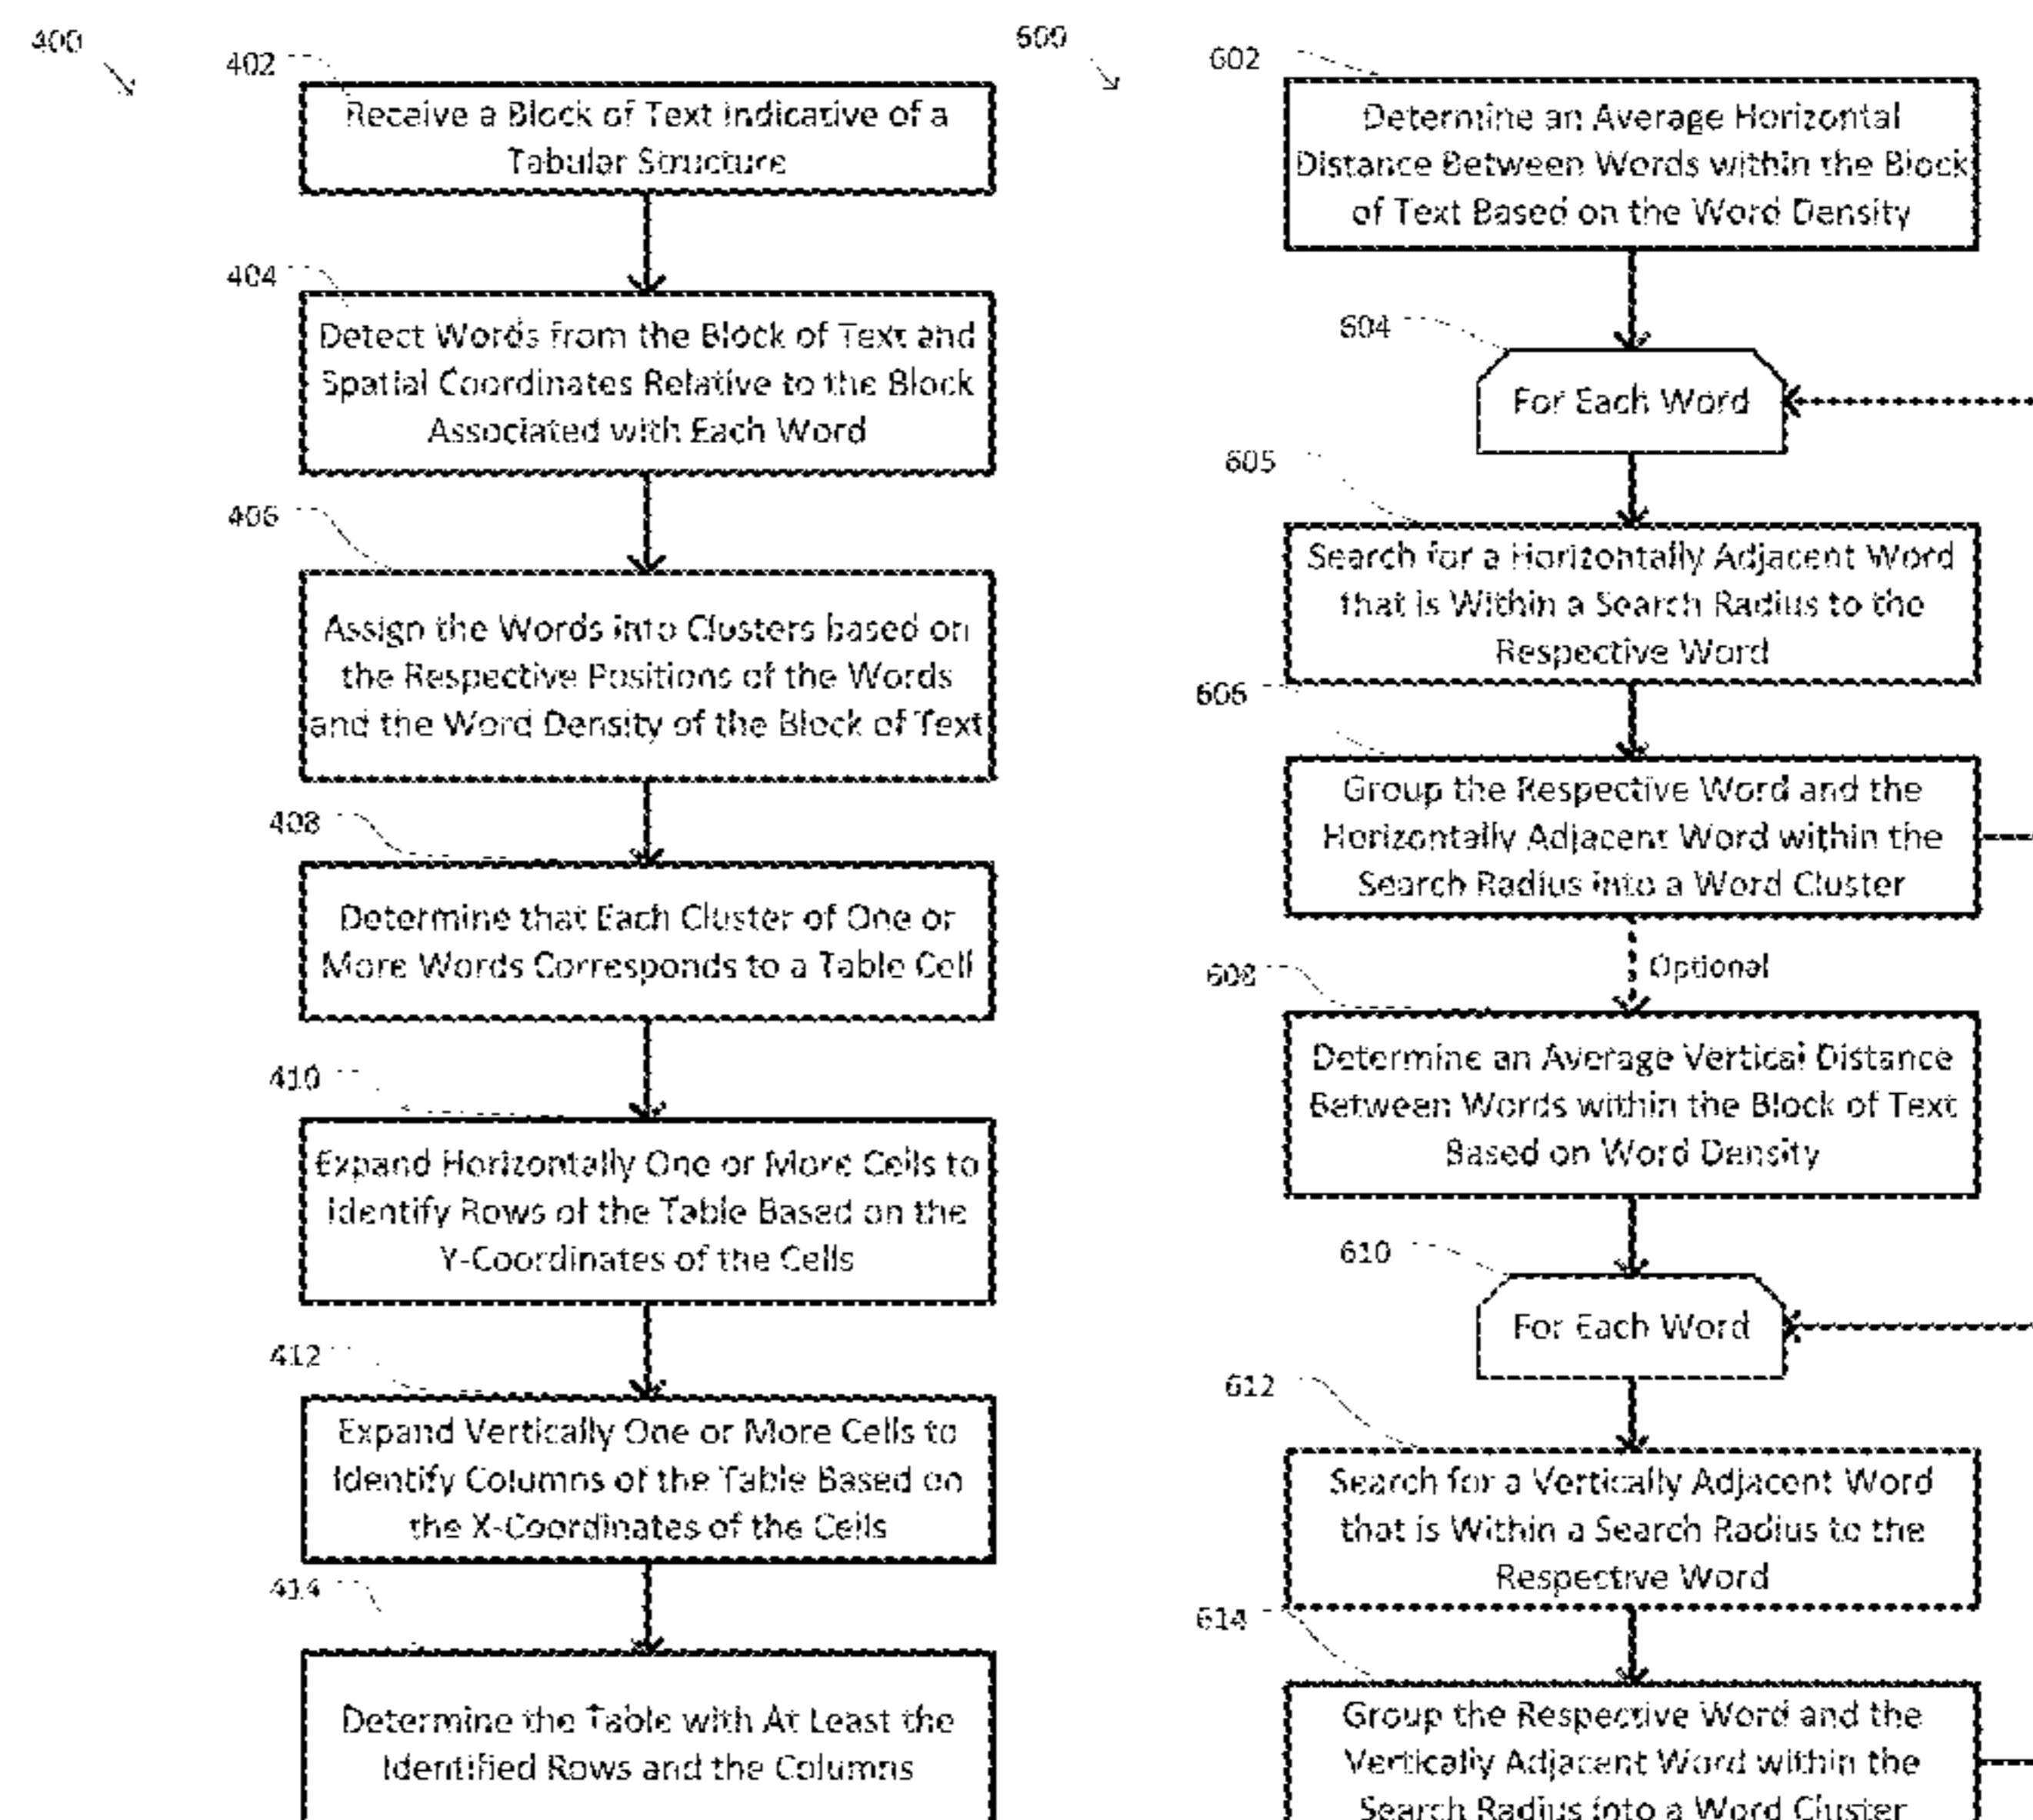 400
402
Receive a Block of Text Indicative of a
Tabular Structure
404
Detect Words from the Block of Text and
Spatial Coordinates Relative to the Block
Associated with Each Word
406
Assign the Words into Clusters based on
the Respective Positions of the Words
and the Word Density of the Block of Text
408
Determine that Each Cluster of One or
More Words Corresponds to a Table Cell
410
Expand Horizontally One or More Cells to
Identify Rows of the Table Based on the
Y-Coordinates of the Cells
412
Expand Vertically One or More Cells to
Identify Columns of the Table Based on
the X-Coordinates of the Cells
414
Determine the Table with At Least the
Identified Rows and the Columns
600
602
Determine an Average Horizontal
Distance Between Words within the Block
of Text Based on the Word Density
604
For Each Word
605
Search for a Horizontally Adjacent Word
that is Within a Search Radius to the
Respective Word
606
Group the Respective Word and the
Horizontally Adjacent Word within the
Search Radius into a Word Cluster
Optional
608
Determine an Average Vertical Distance
Between Words within the Block of Text
Based on Word Density
610
For Each Word
612
Search for a Vertically Adjacent Word
that is Within a Search Radius to the
Respective Word
614
Group the Respective Word and the
Vertically Adjacent Word within the
Search Radius into a Word Cluster